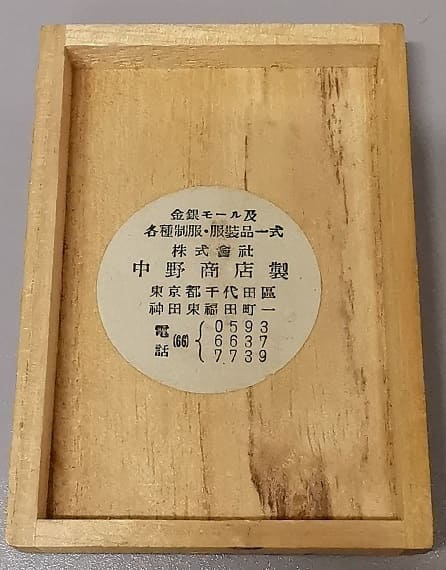 金銀モール及
各種制服・服装品一式
株式會社
中野商店製
東京都千代田區
神田東福田町一
電話(66){0593
6637
7739